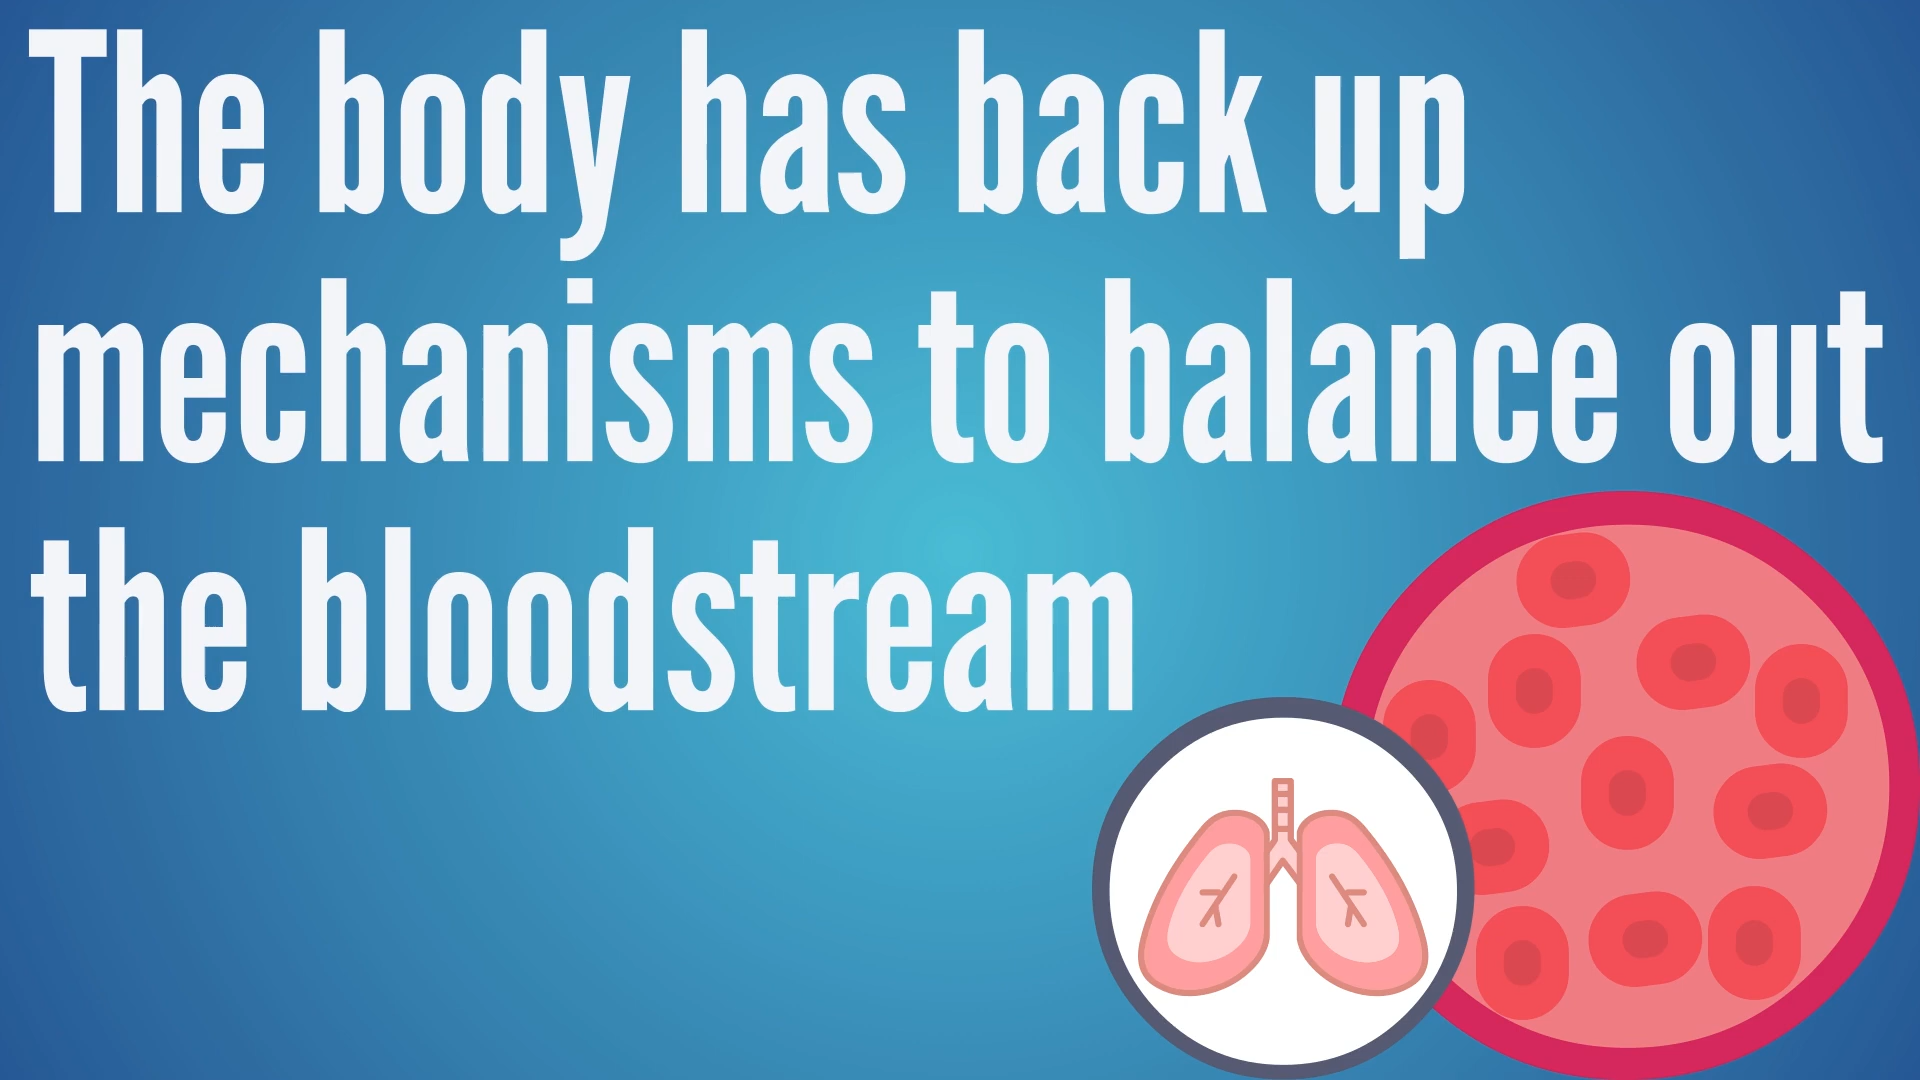 The body has back up
mechanisms to balance out
the bloodstream